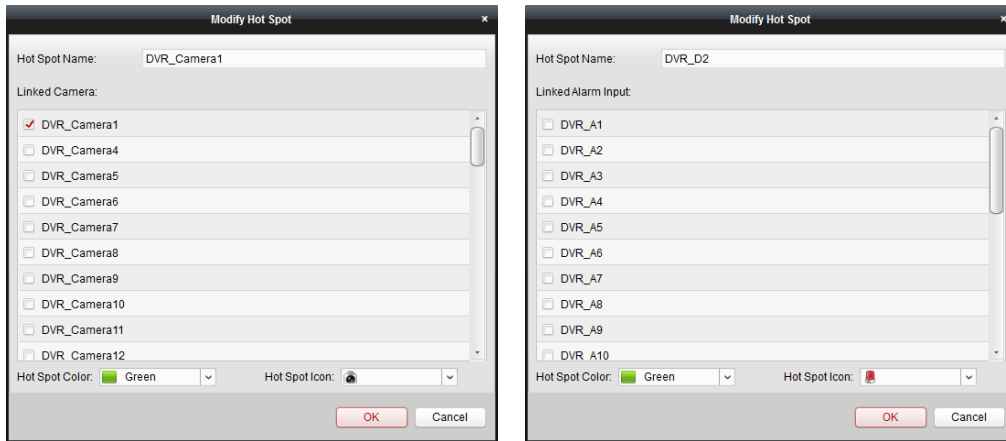 Modify Hot Spot
Hot Spot Name: DVR_Camera1
Linked Camera:
DVR_Camera1
DVR_Camera4
DVR_Camera5
DVR_Camera6
DVR_Camera7
DVR_Camera8
DVR_Camera9
DVR_Camera10
DVR_Camera11
DVR_Camera12
Hot Spot Color: Green Hot Spot Icon:
OK Cancel
Modify Hot Spot
Hot Spot Name: DVR_D2
Linked Alarm Input:
DVR_A1
DVR_A2
DVR_A3
DVR_A4
DVR_A5
DVR_A6
DVR_A7
DVR_A8
DVR_A9
DVR_A10
Hot Spot Color: Green Hot Spot Icon:
OK Cancel